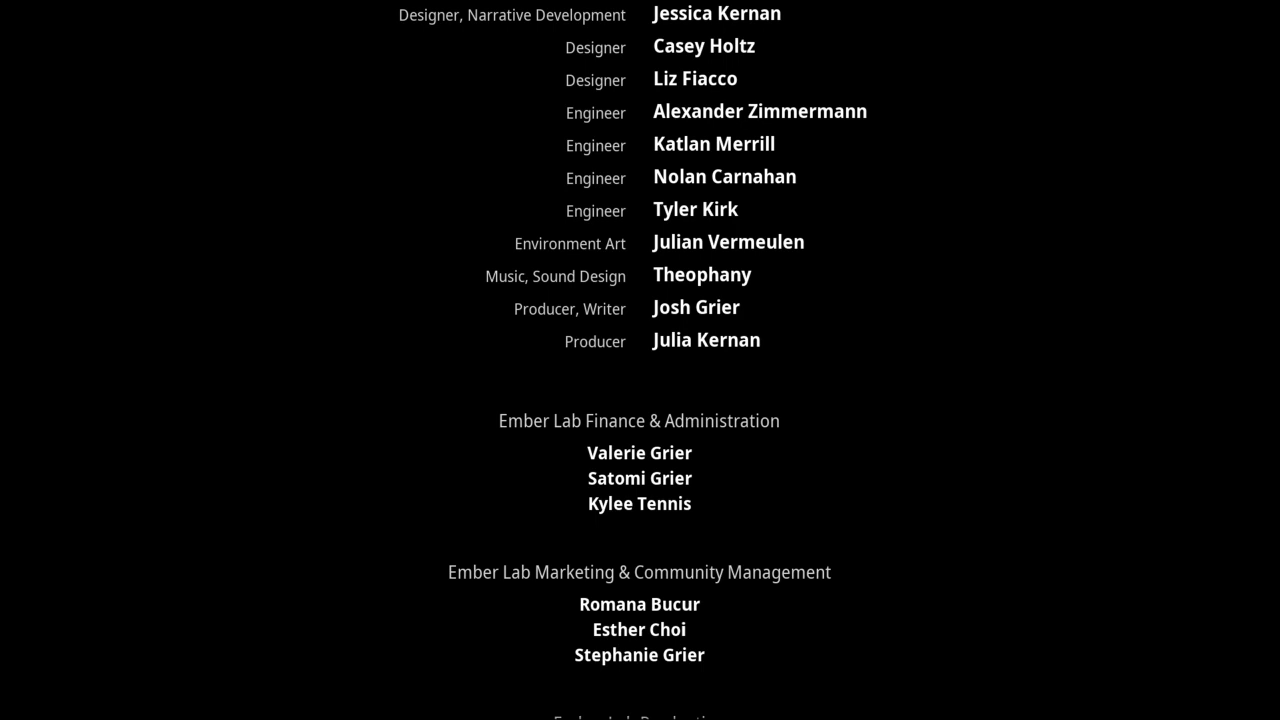 Designer, Narrative Development Jessica Kernan
Designer Casey Holtz
Designer Liz Fiacco
Engineer Alexander Zimmermann
Engineer Katlan Merrill
Engineer Nolan Carnahan
Engineer Tyler Kirk
Environment Art Julian Vermeulen
Music, Sound Design Theophany
Producer, Writer Josh Grier
Producer Julia Kernan
Ember Lab Finance & Administration
Valerie Grier
Satomi Grier
Kylee Tennis
Ember Lab Marketing & Community Management
Romana Bucur
Esther Choi
Stephanie Grier